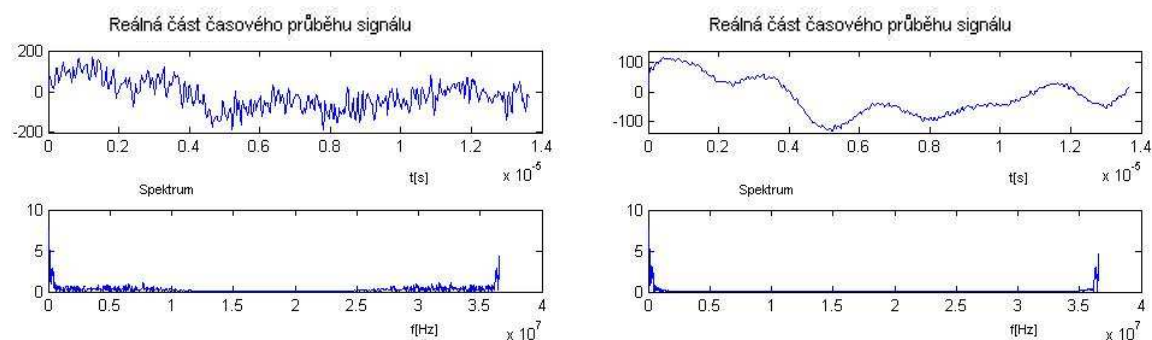 Reálná část časového průběhu signálu
200
0
-200
0 0.2 0.4 0.6 0.8 1 1.2 1.4
t[s]
x 10⁻⁵
Spektrum
10
5
0
0 0.5 1 1.5 2 2.5 3 3.5 4
f[Hz]
x 10⁷
Reálná část časového průběhu signálu
100
0
-100
0 0.2 0.4 0.6 0.8 1 1.2 1.4
t[s]
x 10⁻⁵
Spektrum
10
5
0
0 0.5 1 1.5 2 2.5 3 3.5 4
f[Hz]
x 10⁷